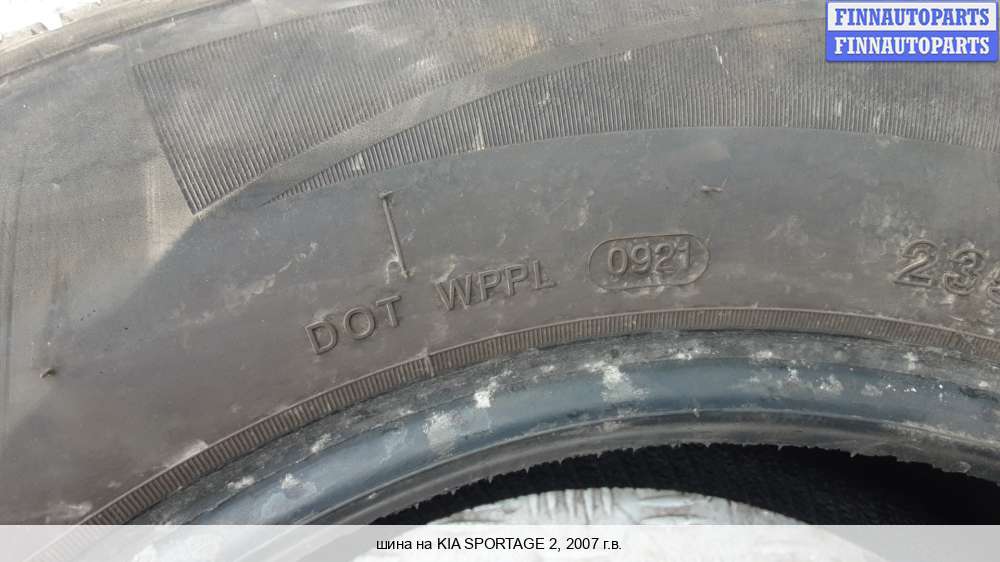 FINNAUTOPARTS
FINNAUTOPARTS
DOT WPPL 0921
шина на KIA SPORTAGE 2, 2007 г.в.